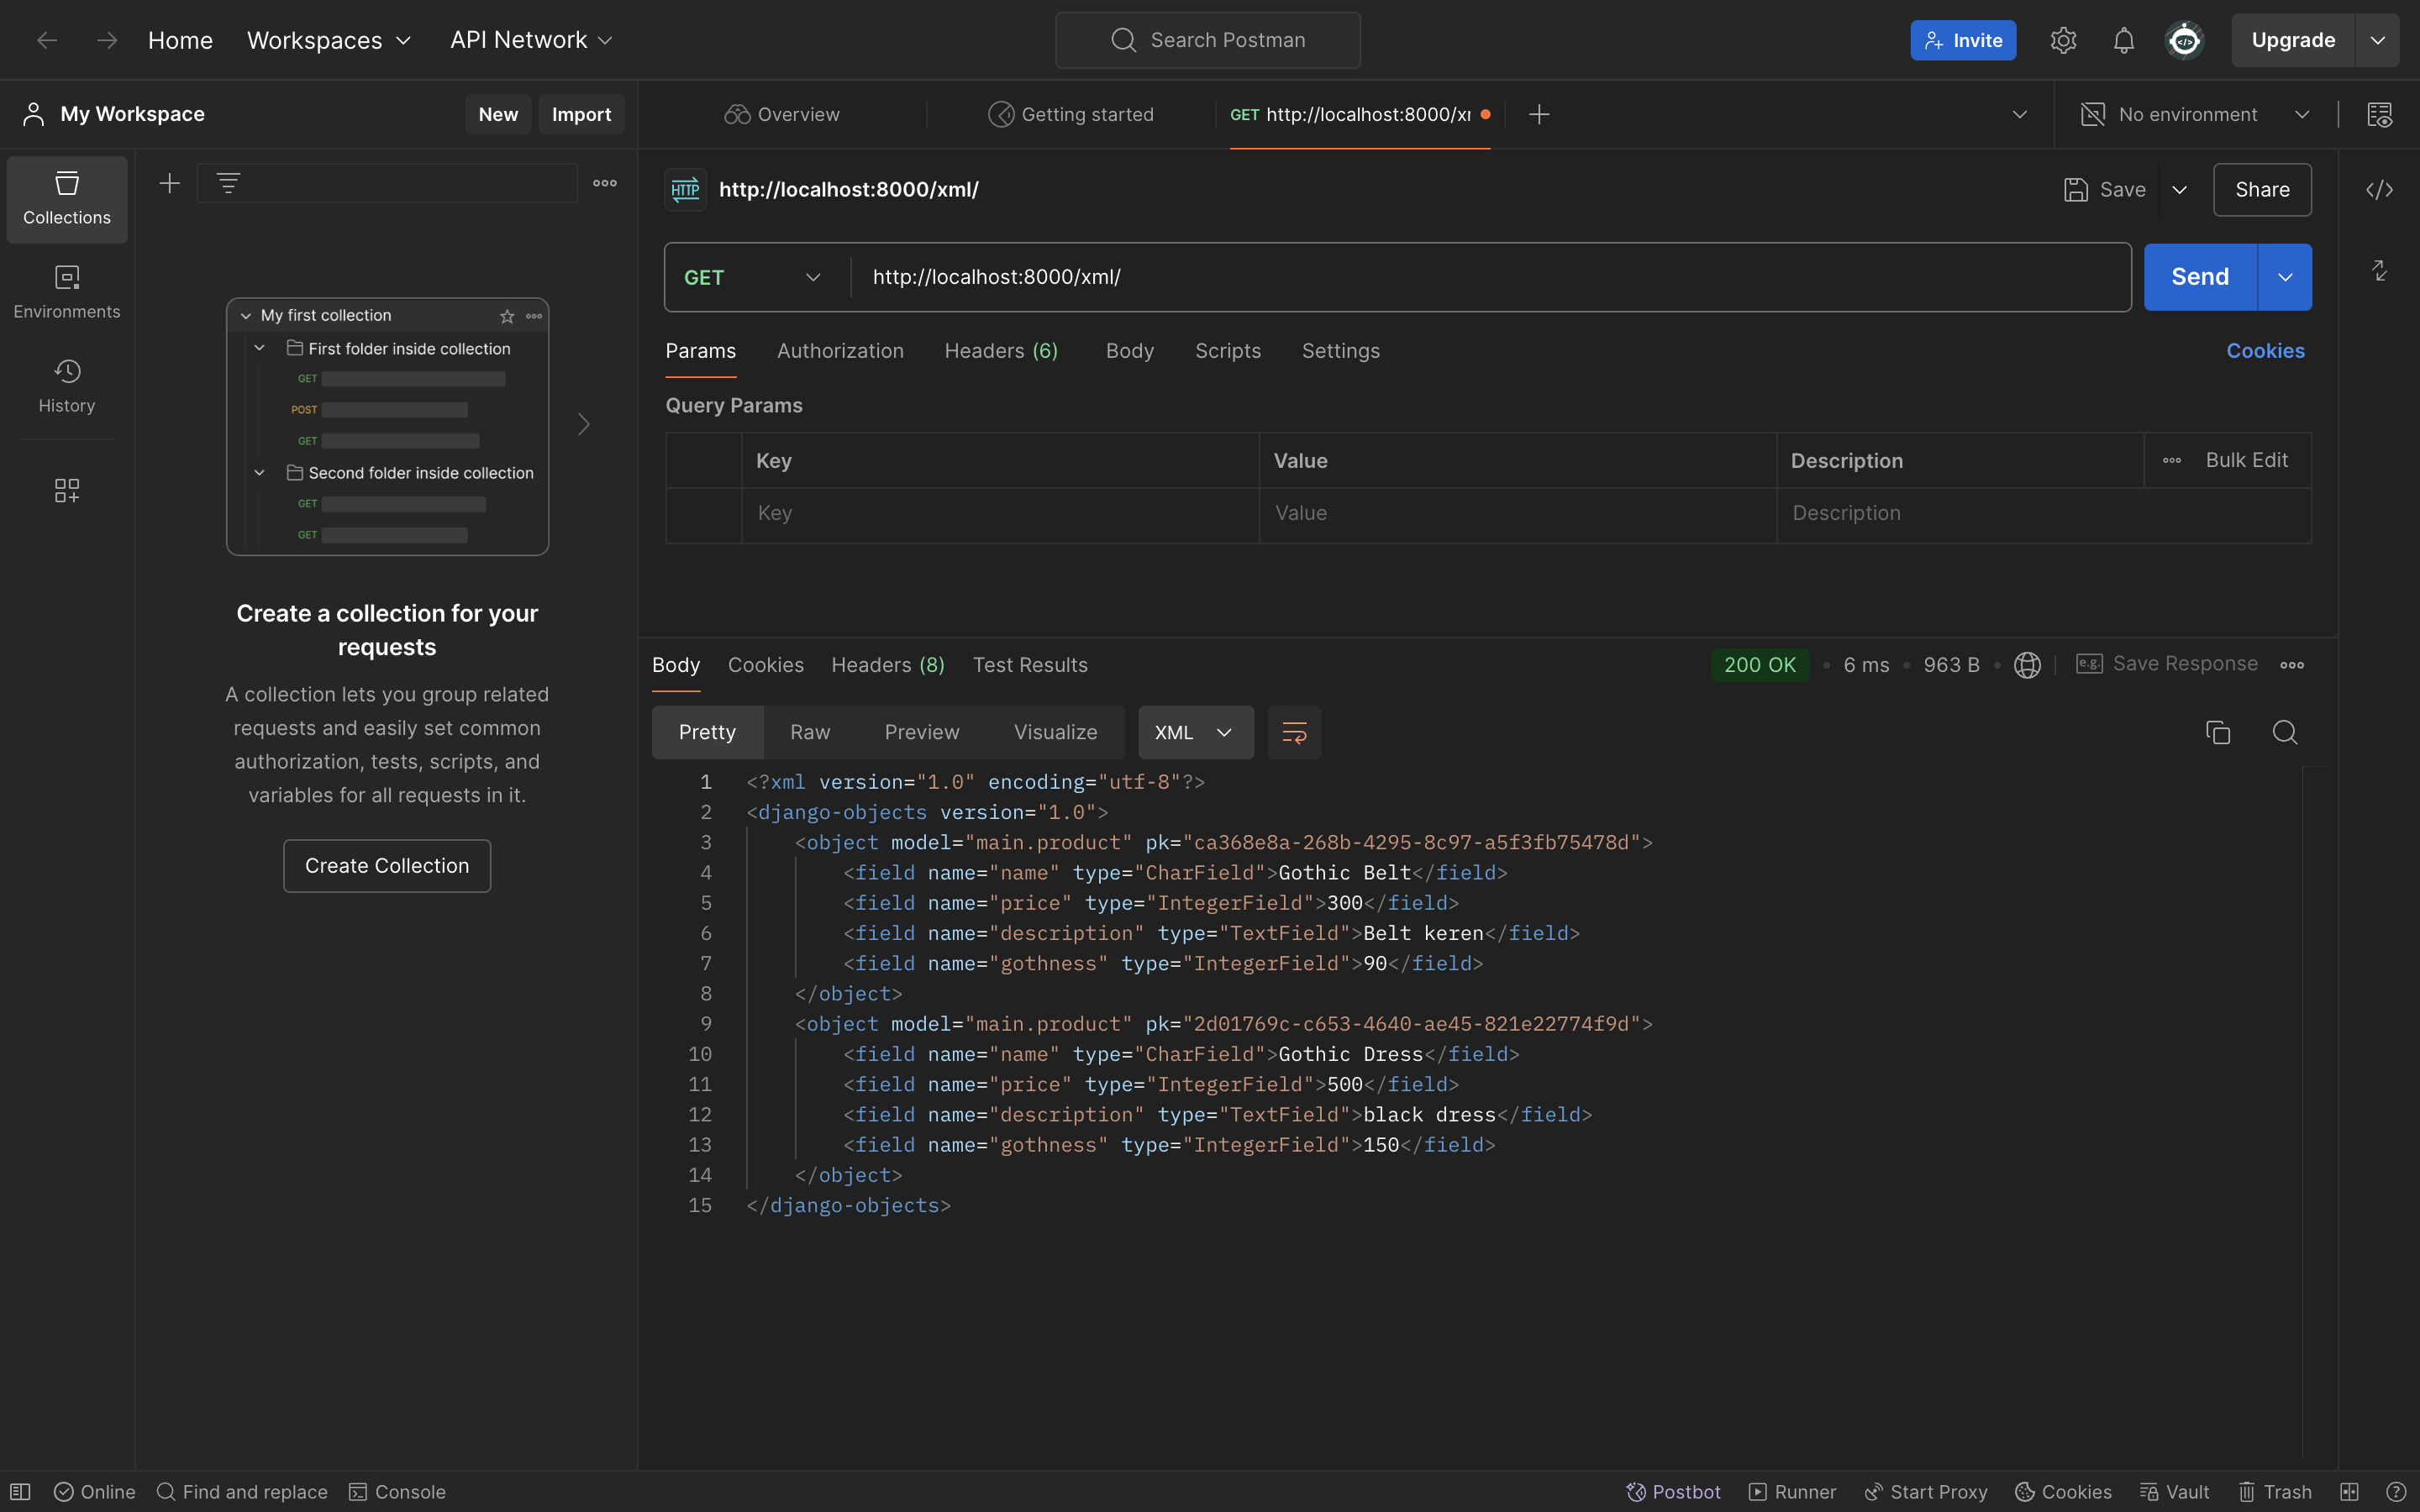 Home Workspaces API Network Search Postman Invite Upgrade
My Workspace New Import Overview Getting started GET http://localhost:8000/x No environment
Collections
Environments
History
My first collection
First folder inside collection
GET
POST
GET
Second folder inside collection
GET
GET
Create a collection for your
requests
A collection lets you group related
requests and easily set common
authorization, tests, scripts, and
variables for all requests in it.
Create Collection
HTTP http://localhost:8000/xml/ Save Share
GET http://localhost:8000/xml/ Send
Params Authorization Headers (6) Body Scripts Settings Cookies
Query Params
Key Value Description Bulk Edit
Key Value Description
Body Cookies Headers (8) Test Results 200 OK 6 ms 963 B e.g. Save Response
Pretty Raw Preview Visualize XML
1 <?xml version="1.0" encoding="utf-8"?>
2 <django-objects version="1.0">
3 <object model="main.product" pk="ca368e8a-268b-4295-8c97-a5f3fb75478d">
4 <field name="name" type="CharField">Gothic Belt</field>
5 <field name="price" type="IntegerField">300</field>
6 <field name="description" type="TextField">Belt keren</field>
7 <field name="gothness" type="IntegerField">90</field>
8 </object>
9 <object model="main.product" pk="2d01769c-c653-4640-ae45-821e22774f9d">
10 <field name="name" type="CharField">Gothic Dress</field>
11 <field name="price" type="IntegerField">500</field>
12 <field name="description" type="TextField">black dress</field>
13 <field name="gothness" type="IntegerField">150</field>
14 </object>
15 </django-objects>
Online Find and replace Console Postbot Runner Start Proxy Cookies Vault Trash